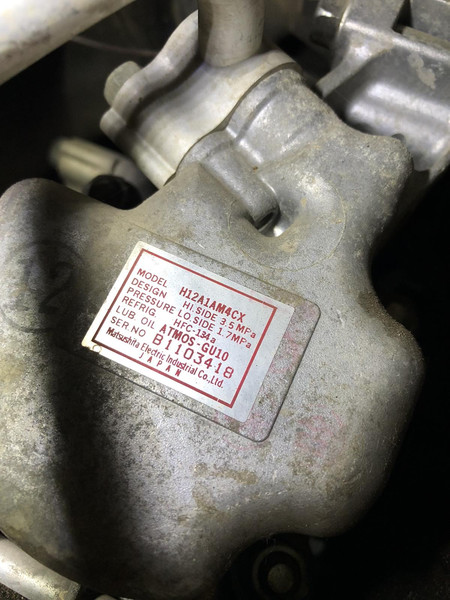 MODEL H12A1AM4CX
DESIGN HI.SIDE 3.5MPa
PRESSURE LO.SIDE 1.7MPa
REFRIG HFC-134a
LUB OIL ATMOS-GU10
SER.NO B1103418
Matsushita Electric Industrial Co.,Ltd.
JAPAN